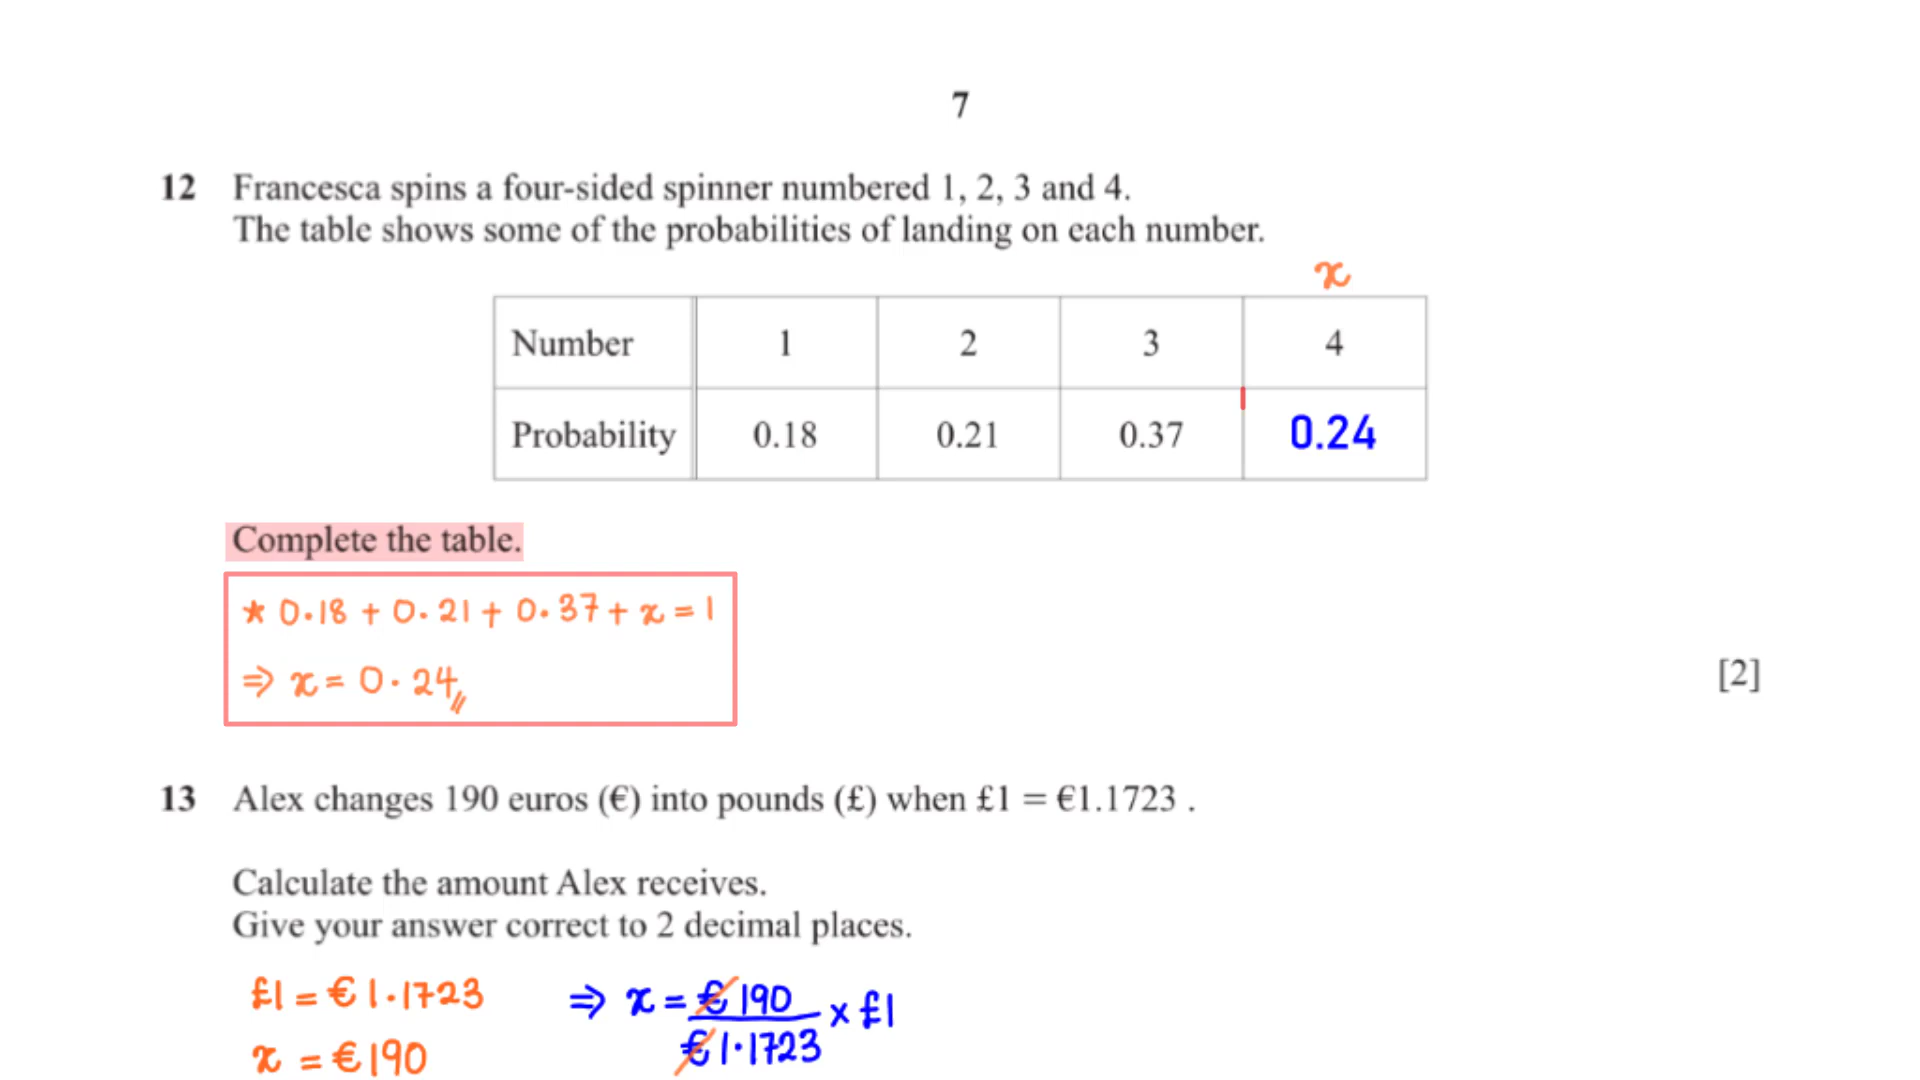 7
12 Francesca spins a four-sided spinner numbered 1, 2, 3 and 4.
The table shows some of the probabilities of landing on each number.
x
Number 1 2 3 4
Probability 0.18 0.21 0.37 0.24
Complete the table.
* 0.18 + 0.21 + 0.37 + x = 1
⇒ x = 0.24//
[2]
13 Alex changes 190 euros (€) into pounds (£) when £1 = €1.1723 .
Calculate the amount Alex receives.
Give your answer correct to 2 decimal places.
£1 = €1.1723
x = €190
⇒ x = €190
€1.1723
x £1